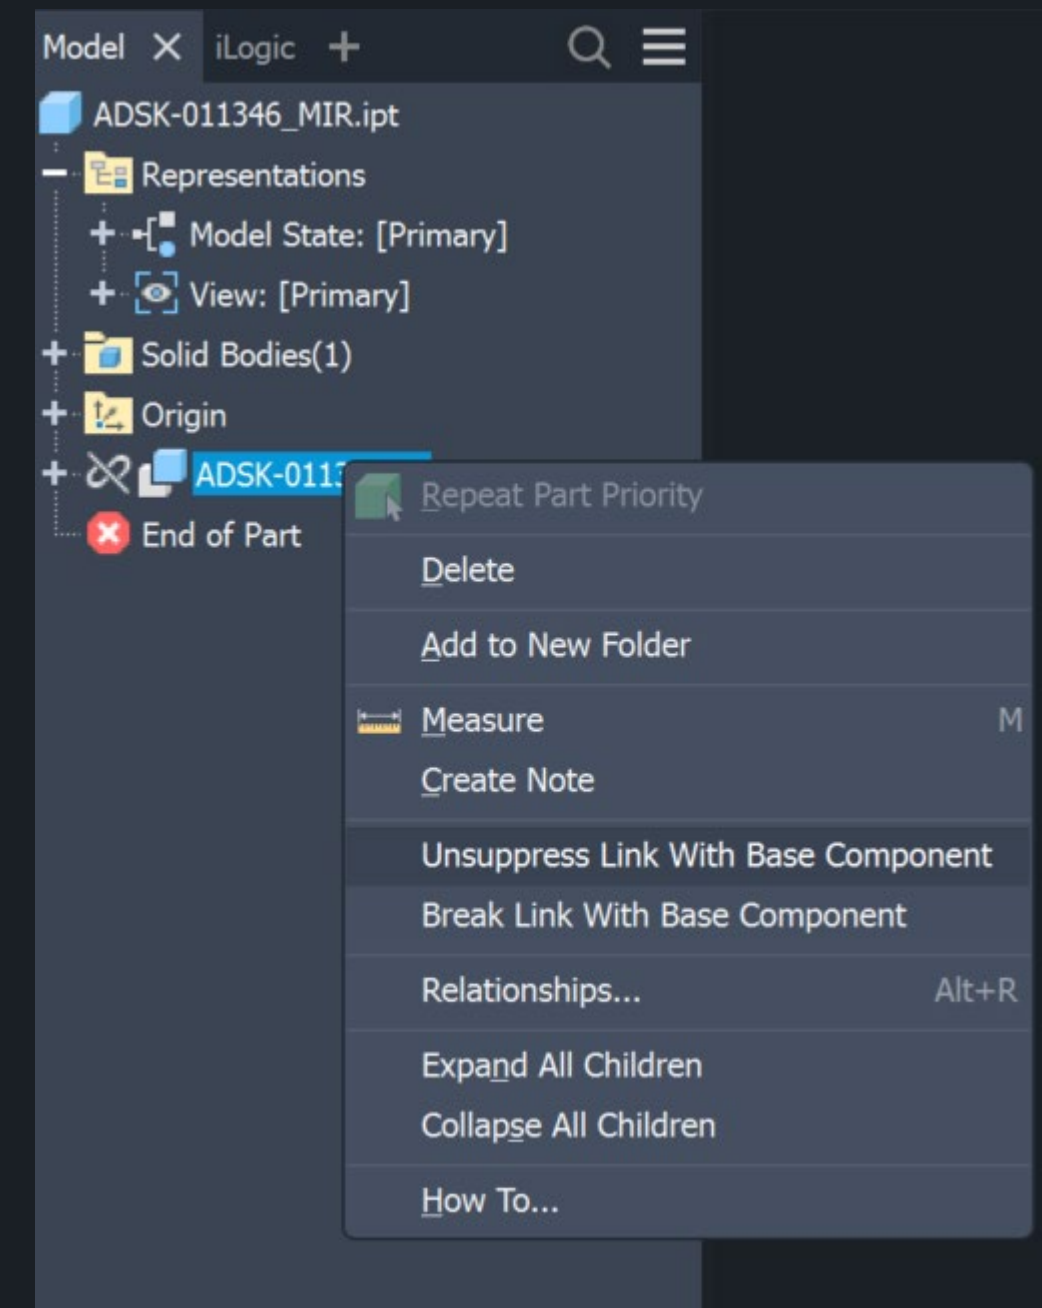 Model iLogic
ADSK-011346_MIR.ipt
Representations
Model State: [Primary]
View: [Primary]
Solid Bodies(1)
Origin
ADSK-0113
End of Part
Repeat Part Priority
Delete
Add to New Folder
Measure M
Create Note
Unsuppress Link With Base Component
Break Link With Base Component
Relationships... Alt+R
Expand All Children
Collapse All Children
How To...